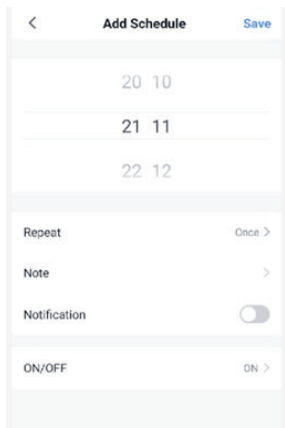 Add Schedule Save
20 10
21 11
22 12
Repeat Once
Note
Notification
ON/OFF ON